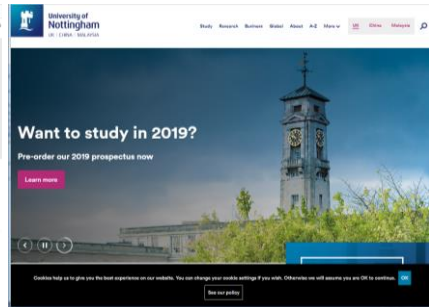 University of
Nottingham
UK | CHINA | MALAYSIA
Study Research Business Global About A-Z More UK China Malaysia
Want to study in 2019?
Pre-order our 2019 prospectus now
Learn more
Cookies help us to give you the best experience on our website. You can change your cookie settings if you wish. Otherwise we will assume you are OK to continue. OK
See our policy